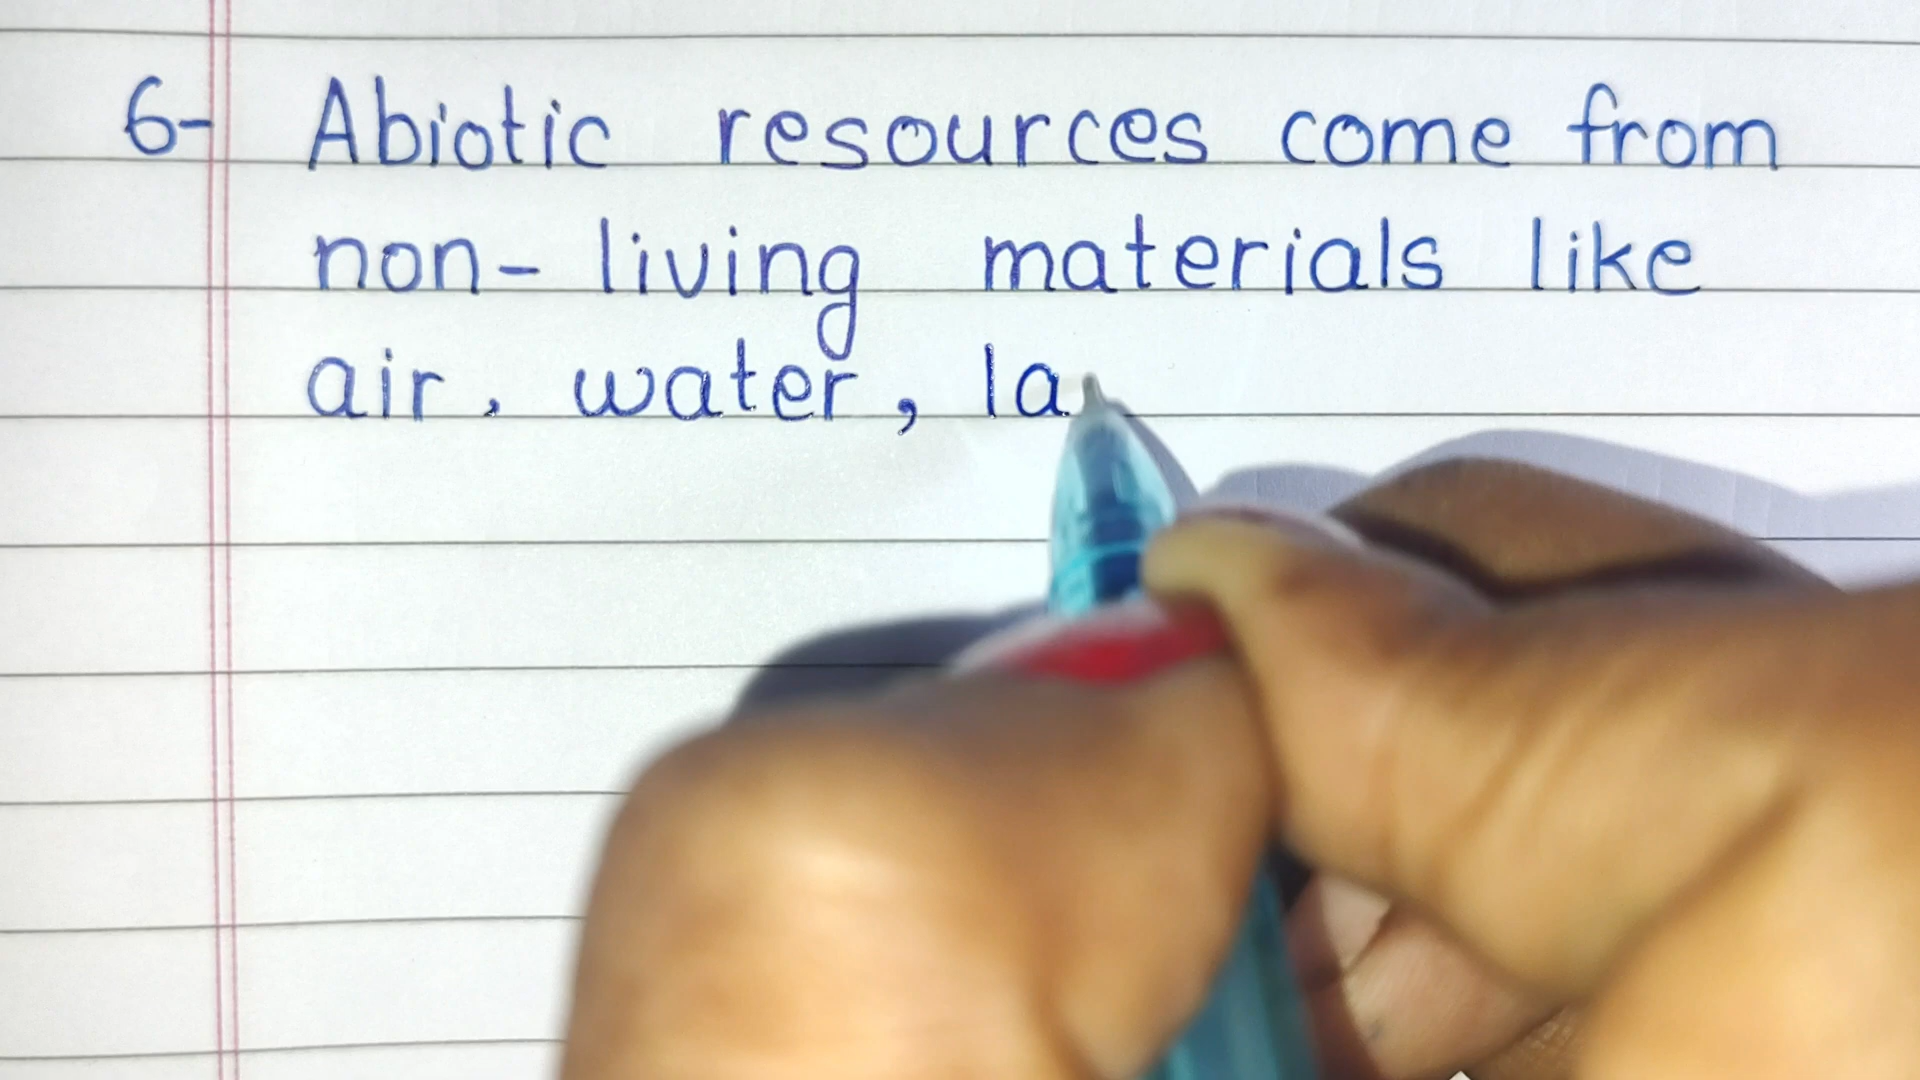 6- Abiotic resources come from
non-living materials like
air, water, la